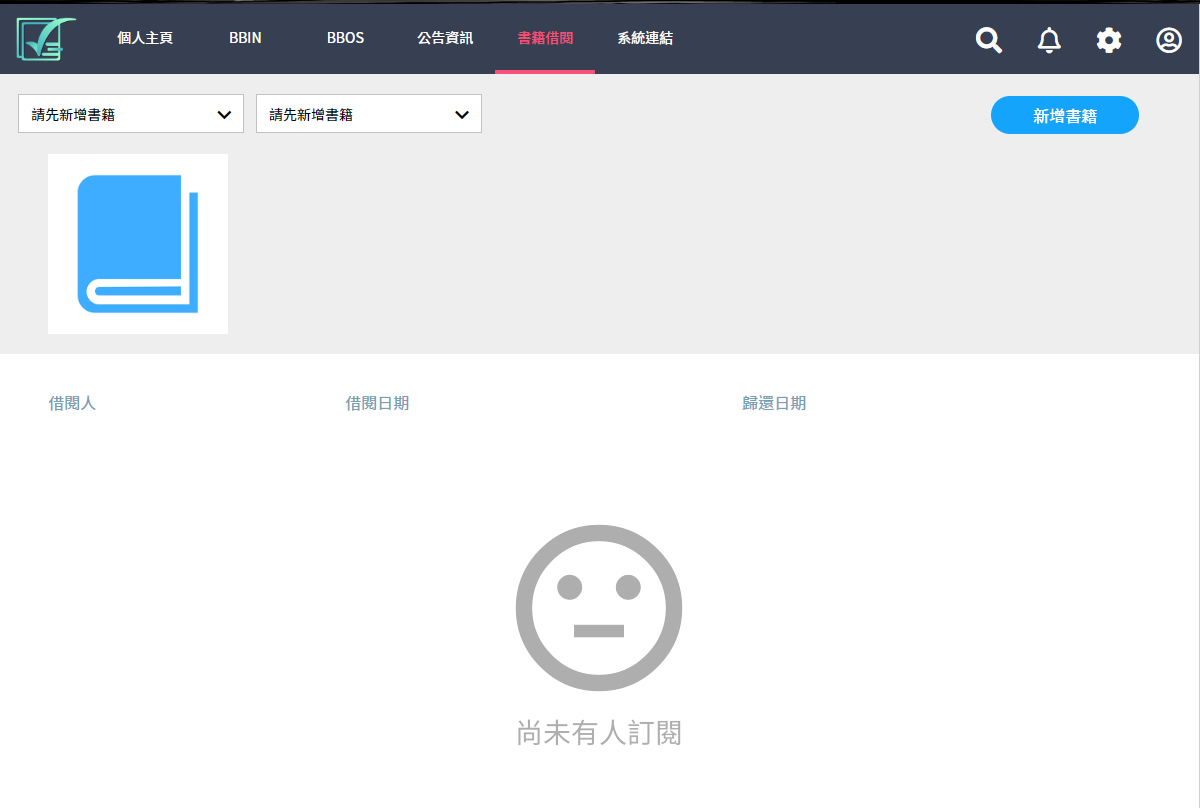 個人主頁
BBIN
BBOS
公告資訊
書籍借閱
系統連結
請先新增書籍
請先新增書籍
新增書籍
借閱人
借閱日期
歸還日期
尚未有人訂閱